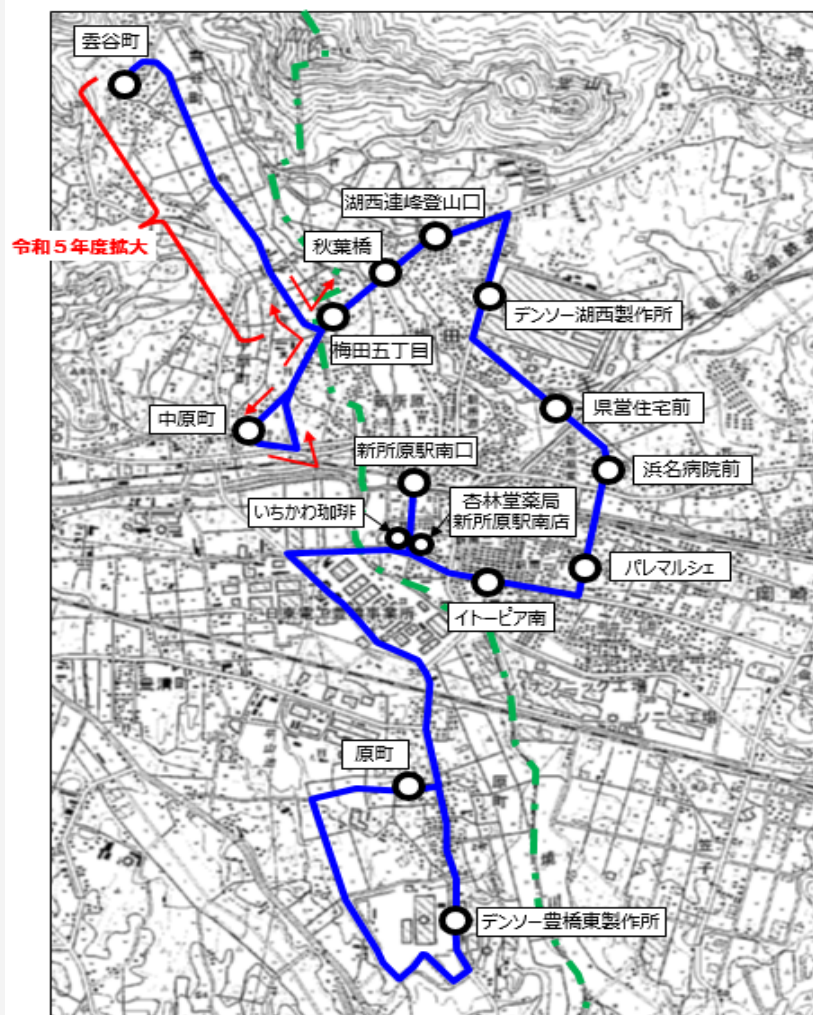 雲谷町
湖西連峰登山口
秋葉橋
令和５年度拡大
デンソー湖西製作所
梅田五丁目
県営住宅前
中原町
新所原駅南口
浜名病院前
いちかわ珈琲
杏林堂薬局
新所原駅南店
パレマルシェ
イトーピア南
原町
デンソー豊橋東製作所